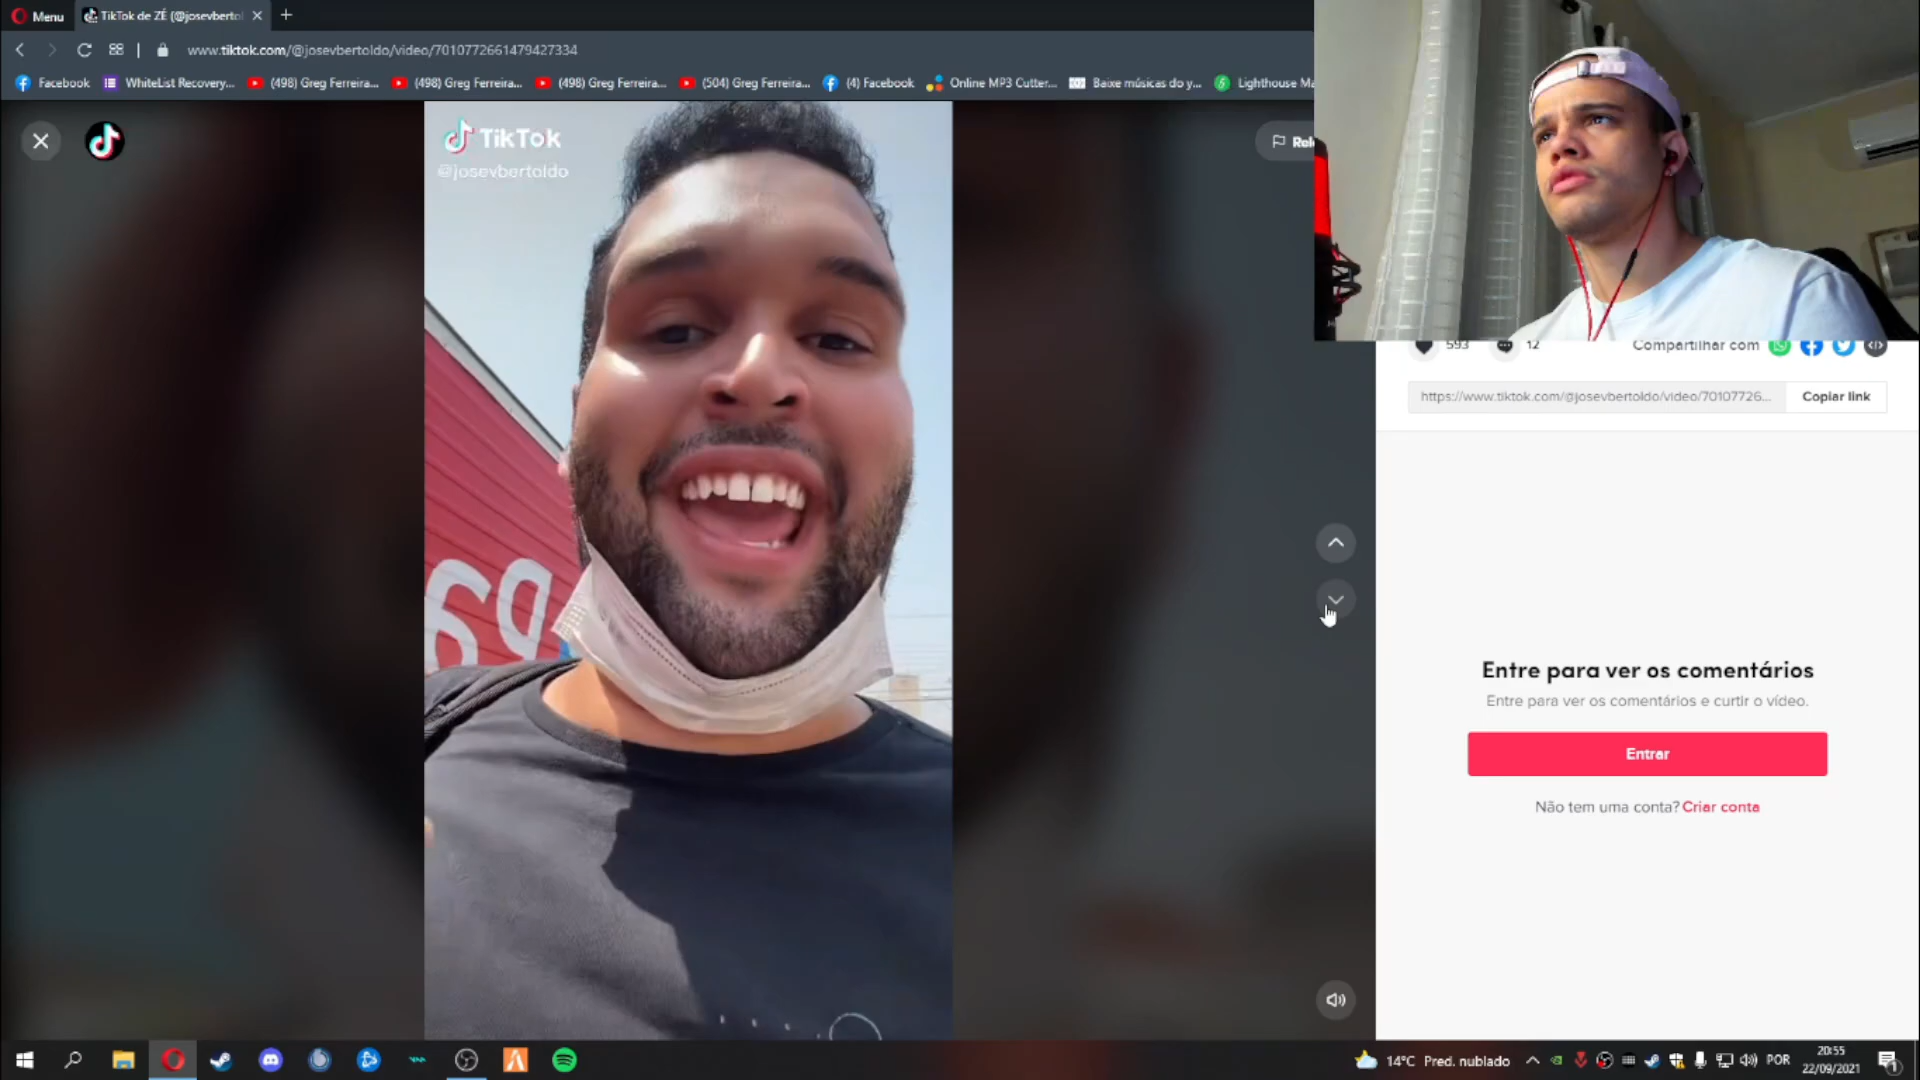 Menu
TikTok de ZÉ (@josevbertol
www.tiktok.com/@josevbertoldo/video/7010772661479427334
Facebook
WhiteList Recovery...
(498) Greg Ferreira...
(498) Greg Ferreira...
(498) Greg Ferreira...
(504) Greg Ferreira...
(4) Facebook
Online MP3 Cutter...
Baixe músicas do y...
Lighthouse Ma
TikTok
@josevbertoldo
Rel
593
12
Compartilhar com
https://www.tiktok.com/@josevbertoldo/video/70107726...
Copiar link
Entre para ver os comentários
Entre para ver os comentários e curtir o vídeo.
Entrar
Não tem uma conta? Criar conta
14°C Pred. nublado
POR
20:55
22/09/2021